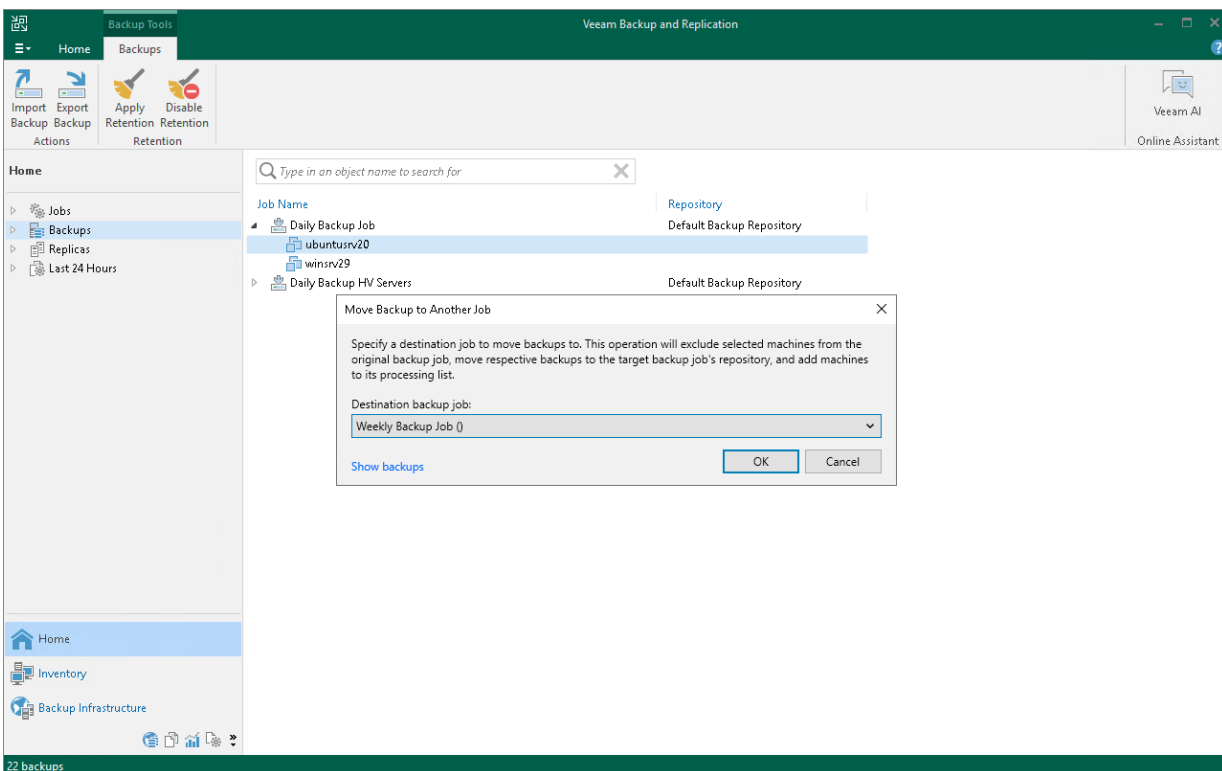 Backup Tools
Veeam Backup and Replication
Home
Backups
Import Backup
Export Backup
Apply Retention
Disable Retention
Actions
Retention
Veeam AI
Online Assistant
Home
Type in an object name to search for
Job Name
Repository
Jobs
Backups
Replicas
Last 24 Hours
Daily Backup Job
Default Backup Repository
ubuntusrv20
winsrv29
Daily Backup HV Servers
Default Backup Repository
Move Backup to Another Job
Specify a destination job to move backups to. This operation will exclude selected machines from the
original backup job, move respective backups to the target backup job's repository, and add machines
to its processing list.
Destination backup job:
Weekly Backup Job ()
Show backups
OK
Cancel
Home
Inventory
Backup Infrastructure
22 backups